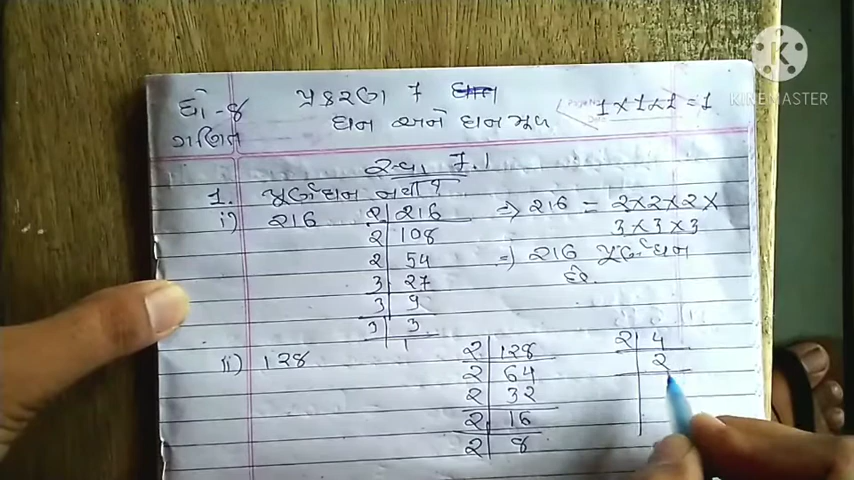 ધો-૪ પ્રકરણ 7
ગણિત ઘન અને ઘનમૂળ 1×1×1=1
સ્વા. 7.1
1. પૂર્ણઘન નથી?
i) 216
2 216
2 108
2 54
3 27
3 9
3 3
1
⇒ 216 = 2×2×2×
3×3×3
⇒ 216 પૂર્ણઘન
છે.
ii) 128
2 128
2 64
2 32
2 16
2 8
2 4
2
KINEMASTER